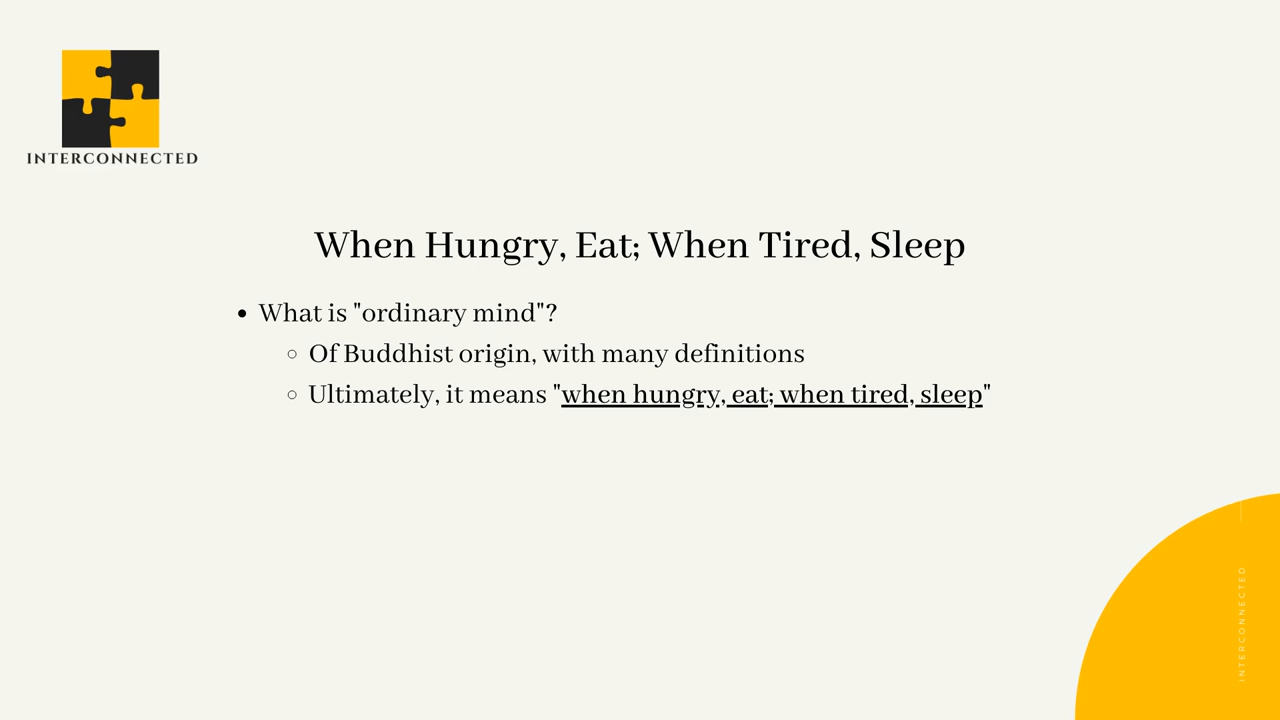 INTERCONNECTED
When Hungry, Eat; When Tired, Sleep
What is "ordinary mind"?
Of Buddhist origin, with many definitions
Ultimately, it means "when hungry, eat; when tired, sleep"
INTERCONNECTED